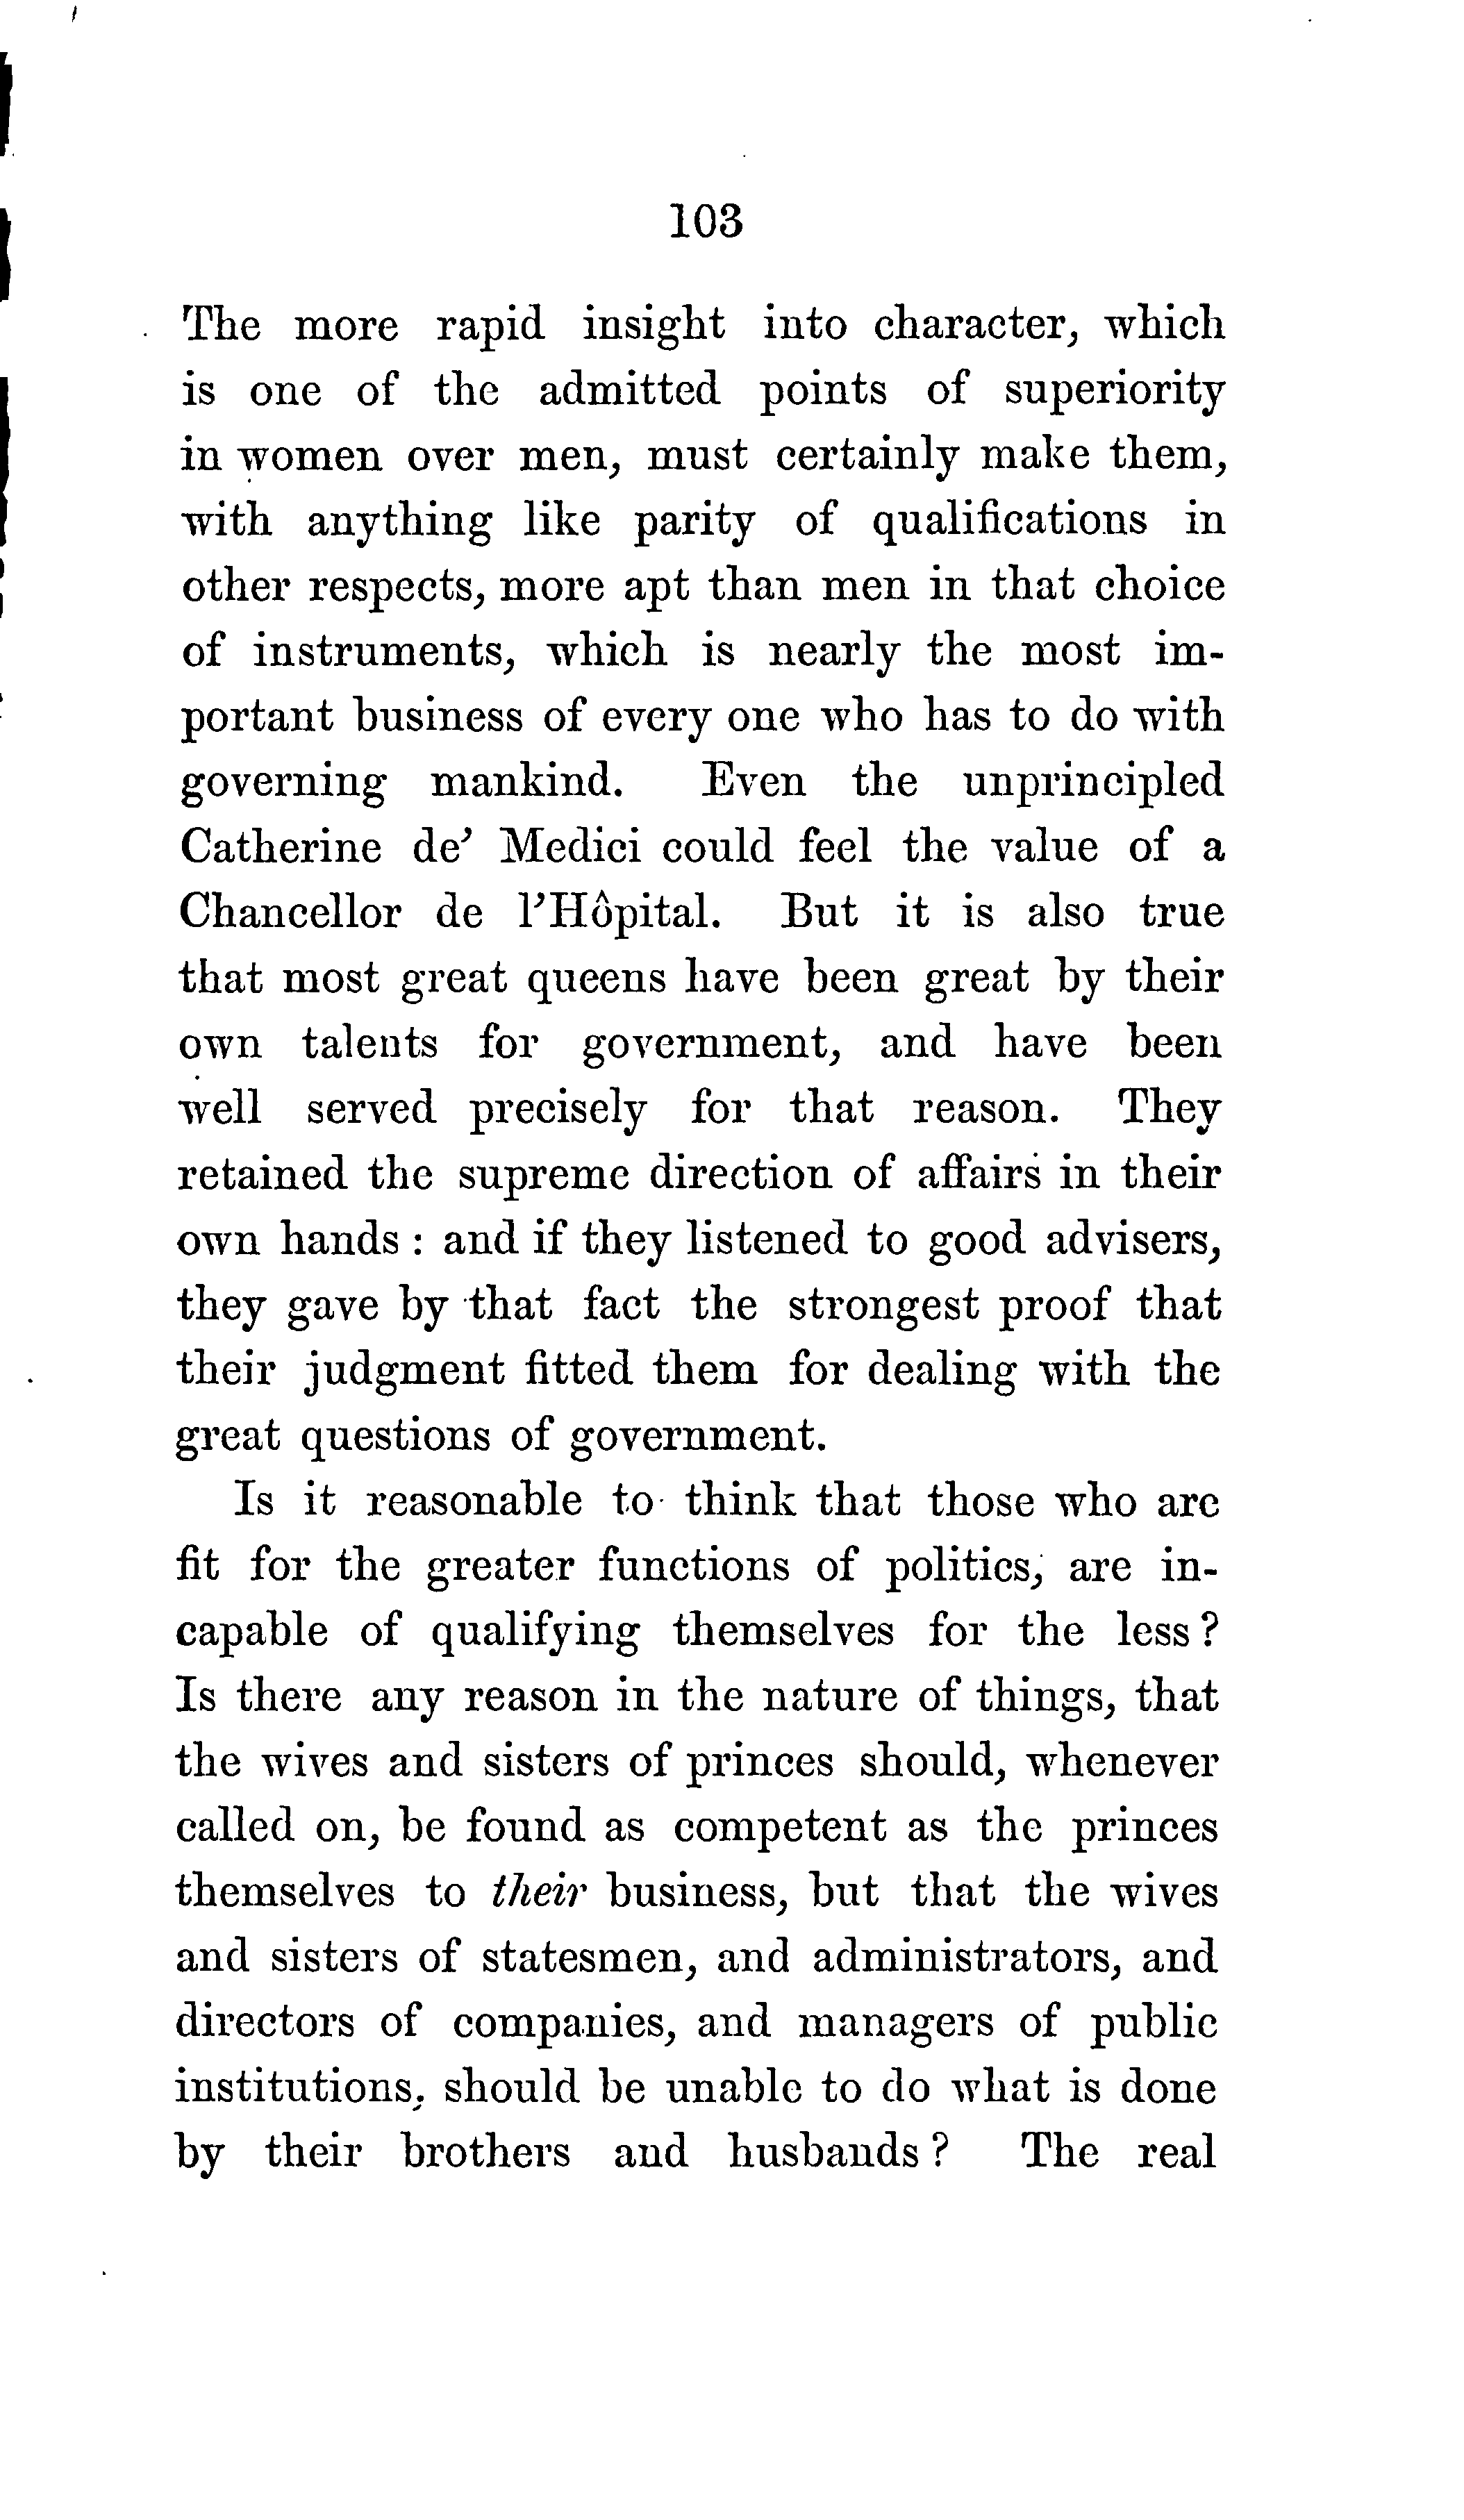 103
The more rapid insight into character, which
is one of the admitted points of superiority
in women over men, must certainly make them,
with anything like parity of qualifications in
other respects, more apt than men in that choice
of instruments, which is nearly the most im-
portant business of every one who has to do with
governing mankind. Even the unprincipled
Catherine de' Medici could feel the value of a
Chancellor de l'Hôpital. But it is also true
that most great queens have been great by their
own talents for government, and have been
well served precisely for that reason. They
retained the supreme direction of affairs in their
own hands : and if they listened to good advisers,
they gave by that fact the strongest proof that
their judgment fitted them for dealing with the
great questions of government.
Is it reasonable to think that those who are
fit for the greater functions of politics, are in-
capable of qualifying themselves for the less ?
Is there any reason in the nature of things, that
the wives and sisters of princes should, whenever
called on, be found as competent as the princes
themselves to their business, but that the wives
and sisters of statesmen, and administrators, and
directors of companies, and managers of public
institutions, should be unable to do what is done
by their brothers and husbands ? The real